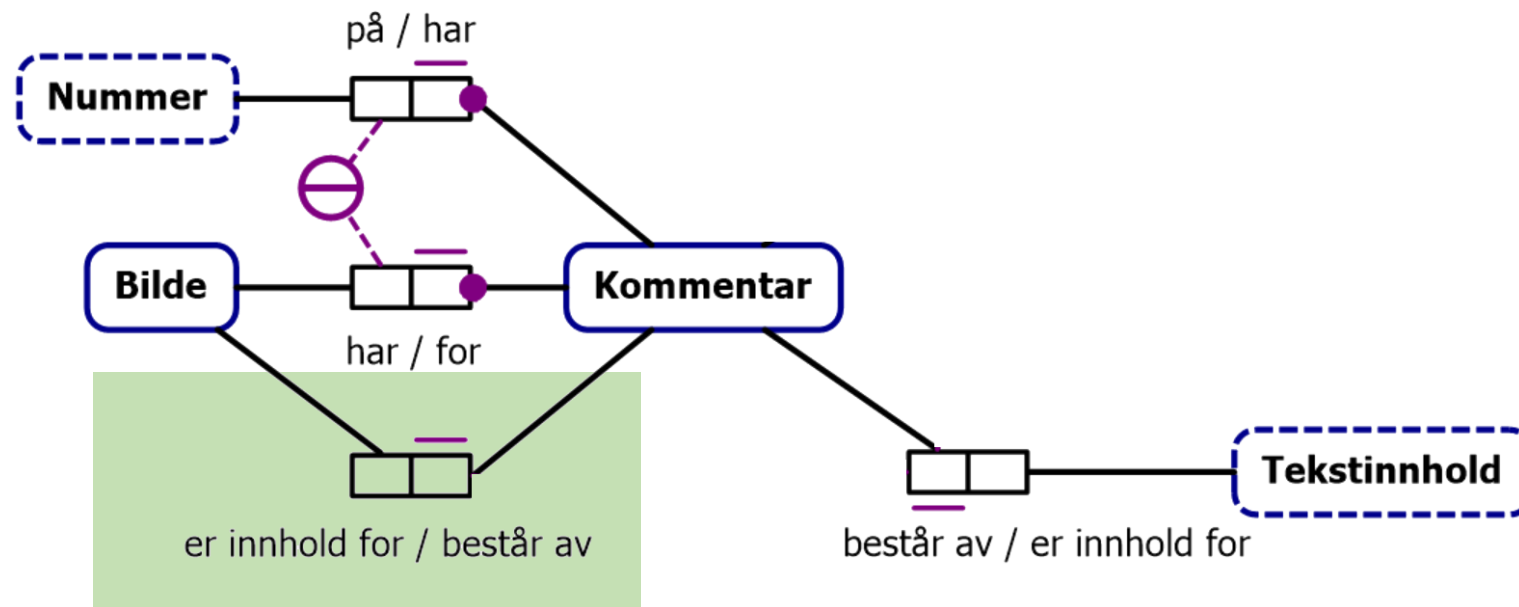 på / har
Nummer
Bilde
Kommentar
har / for
Tekstinnhold
er innhold for / består av
består av / er innhold for